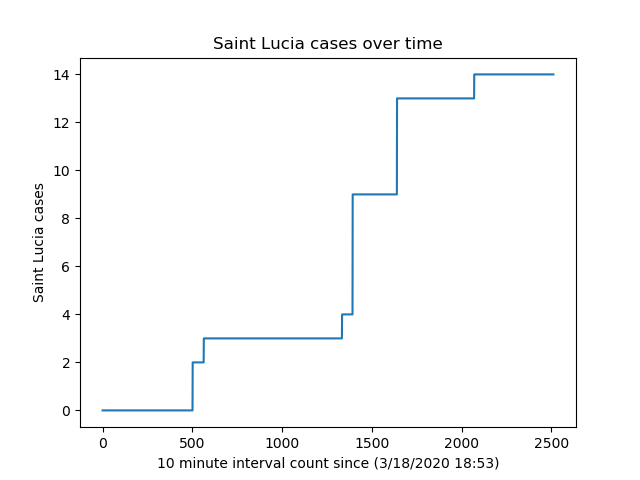 Saint Lucia cases over time
14
12
10
8
6
4
2
0
Saint Lucia cases
0 500 1000 1500 2000 2500
10 minute interval count since (3/18/2020 18:53)